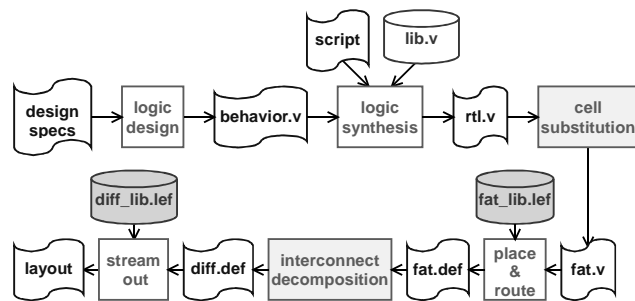 script
lib.v
design
specs
logic
design
behavior.v
logic
synthesis
rtl.v
cell
substitution
diff_lib.lef
fat_lib.lef
layout
stream
out
diff.def
interconnect
decomposition
fat.def
place
&
route
fat.v